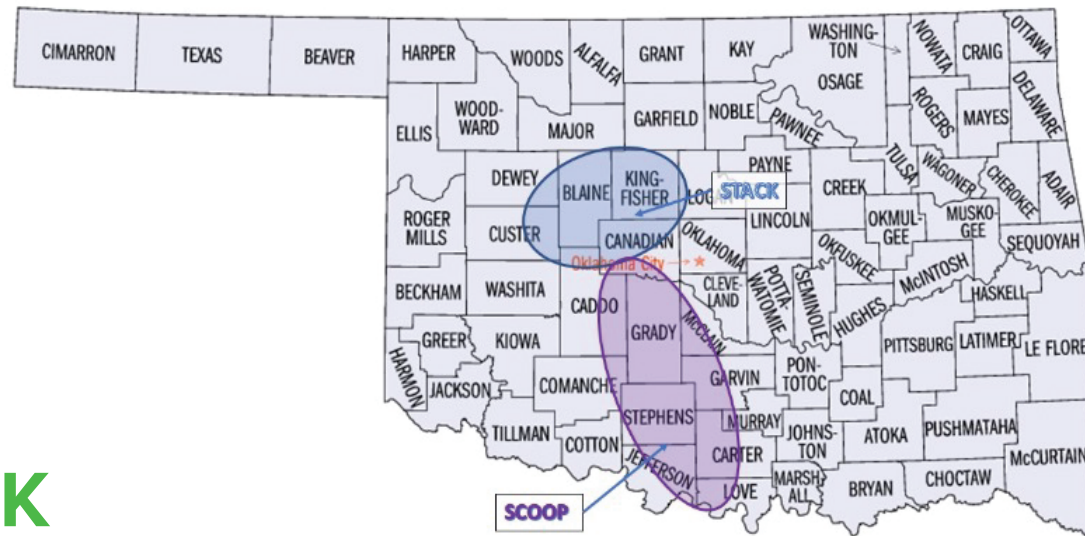 CIMARRON
TEXAS
BEAVER
HARPER
WOODS
ALFALFA
GRANT
KAY
WASHING-
TON
OSAGE
NOWATA
CRAIG
OTTAWA
ELLIS
WOOD-
WARD
MAJOR
GARFIELD
NOBLE
PAWNEE
ROGERS
MAYES
DELAWARE
DEWEY
BLAINE
KING-
FISHER
LOGAN
STACK
PAYNE
CREEK
TULSA
WAGONER
CHEROKEE
ADAIR
ROGER
MILLS
CUSTER
CANADIAN
OKLAHOMA
LINCOLN
OKMUL-
GEE
MUSKO-
GEE
SEQUOYAH
Oklahoma City
BECKHAM
WASHITA
CADDO
GRADY
McCLAIN
CLEVE-
LAND
POTTA-
WATOMIE
SEMINOLE
OKFUSKEE
HUGHES
McINTOSH
HASKELL
GREER
KIOWA
PITTSBURG
LATIMER
LE FLORE
HARMON
JACKSON
COMANCHE
STEPHENS
GARVIN
PON-
TOTOC
COAL
TILLMAN
COTTON
JEFFERSON
MURRAY
CARTER
JOHNS-
TON
ATOKA
PUSHMATAHA
McCURTAIN
LOVE
MARSH-
ALL
BRYAN
CHOCTAW
SCOOP
K